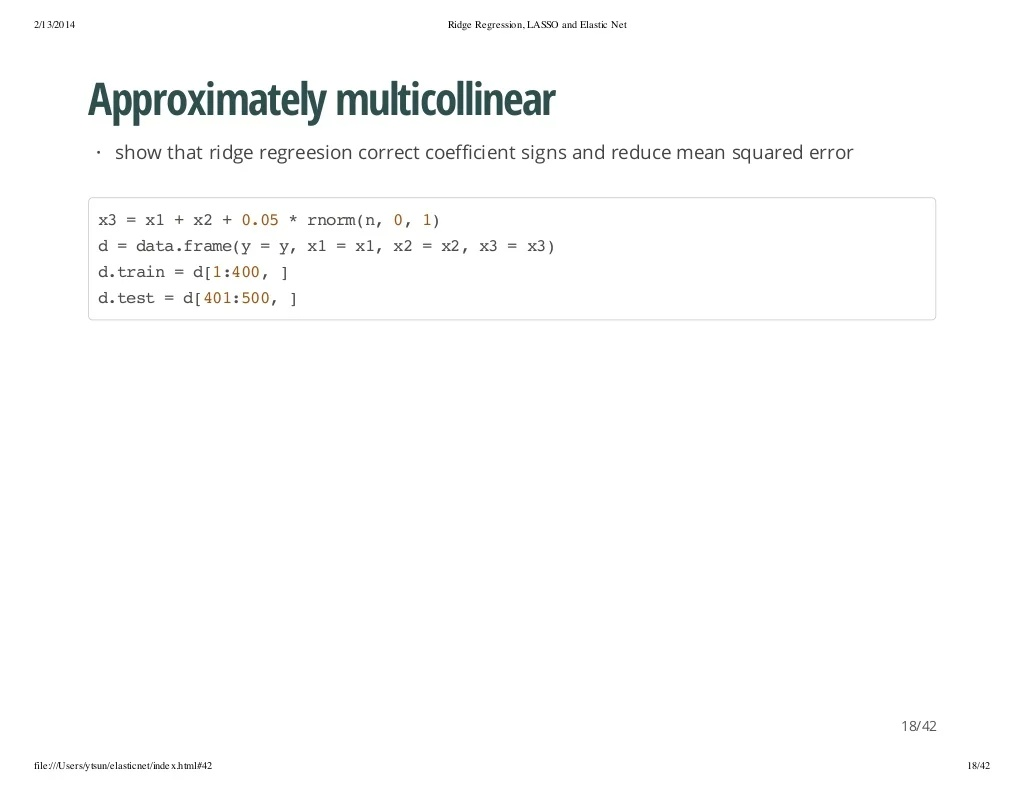 2/13/2014
Ridge Regression, LASSO and Elastic Net
Approximately multicollinear
· show that ridge regreesion correct coefficient signs and reduce mean squared error
x3 = x1 + x2 + 0.05 * rnorm(n, 0, 1)
d = data.frame(y = y, x1 = x1, x2 = x2, x3 = x3)
d.train = d[1:400, ]
d.test = d[401:500, ]
18/42
file:///Users/ytsun/elasticnet/index.html#42
18/42